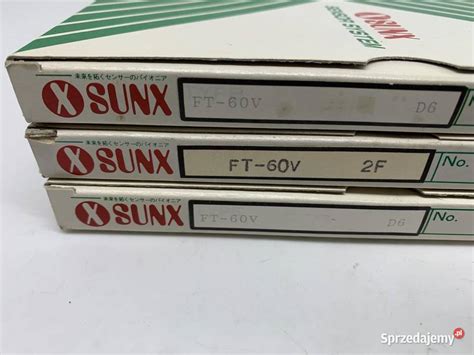 SUNX
SENSOR SYSTEM
未来を拓くセンサーのパイオニア
X SUNX
FT-60V D6
未来を拓くセンサーのパイオニア
X SUNX
FT-60V 2F
No.
未来を拓くセンサーのパイオニア
X SUNX
FT-60V D6
No.
Sprzedajemy.pl